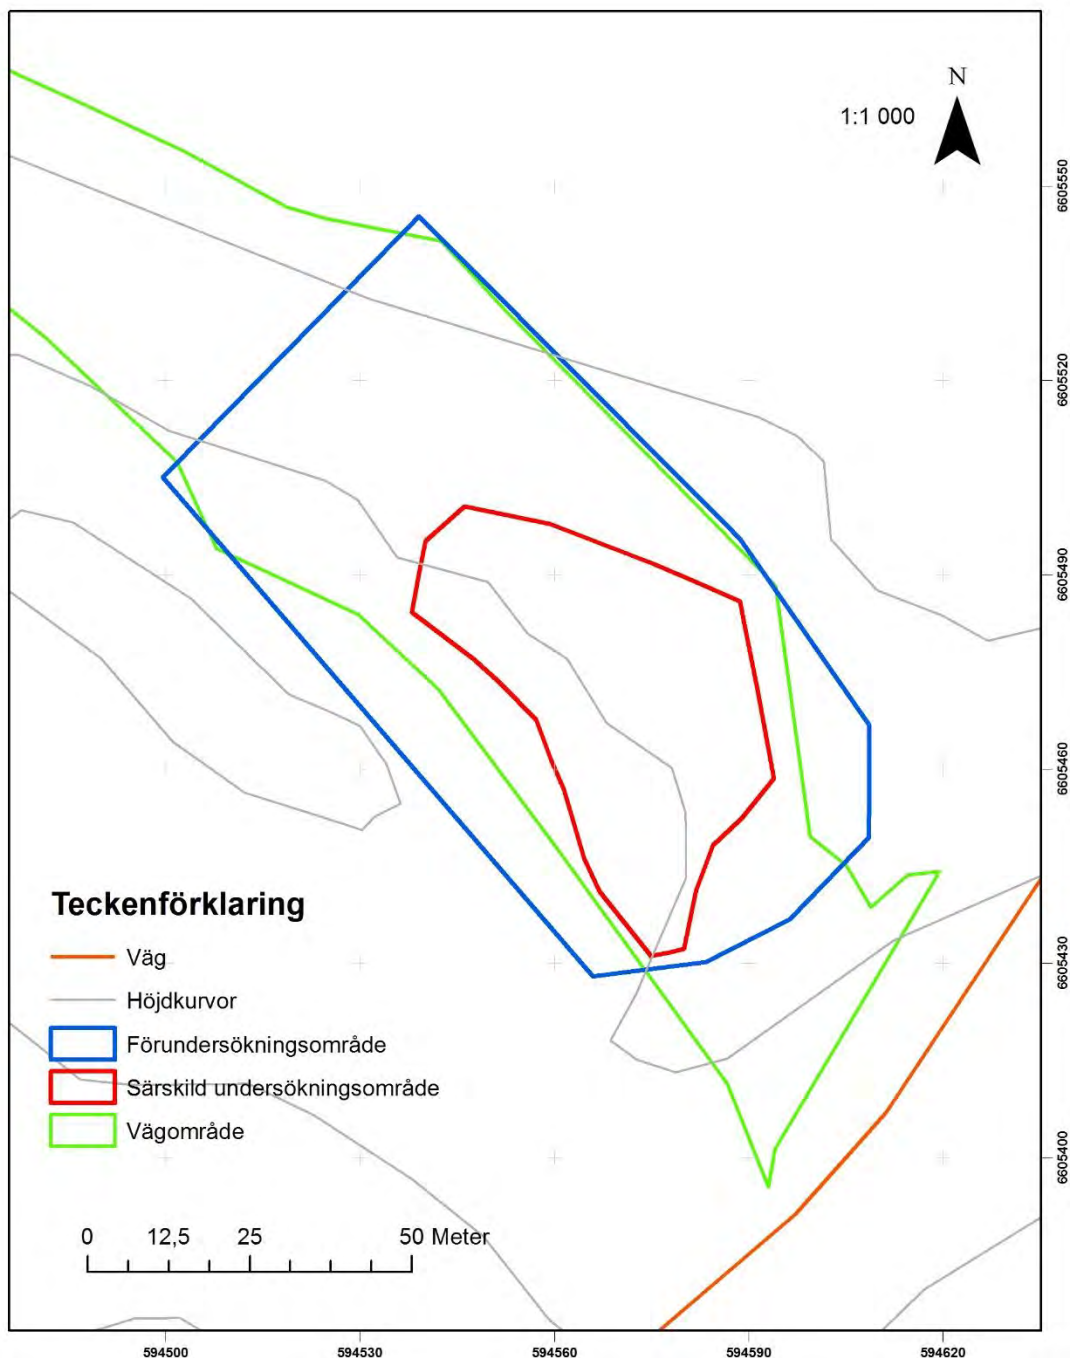 N
1:1 000
6605550
6605520
6605490
6605460
6605430
6605400
Teckenförklaring
Väg
Höjdkurvor
Förundersökningsområde
Särskild undersökningsområde
Vägområde
0 12,5 25 50 Meter
594500 594530 594560 594590 594620